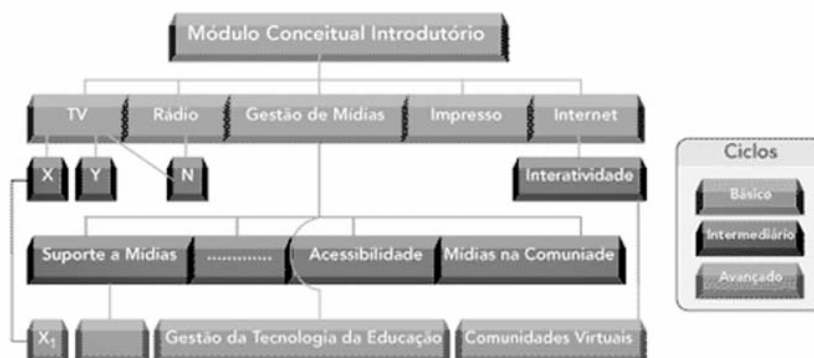 Módulo Conceitual Introdutório
TV Rádio Gestão de Mídias Impresso Internet
X Y N Interatividade
Ciclos
Básico
Intermediário
Avançado
Suporte a Mídias ............. Acessibilidade Mídias na Comuniade
X₁ Gestão da Tecnologia da Educação Comunidades Virtuais